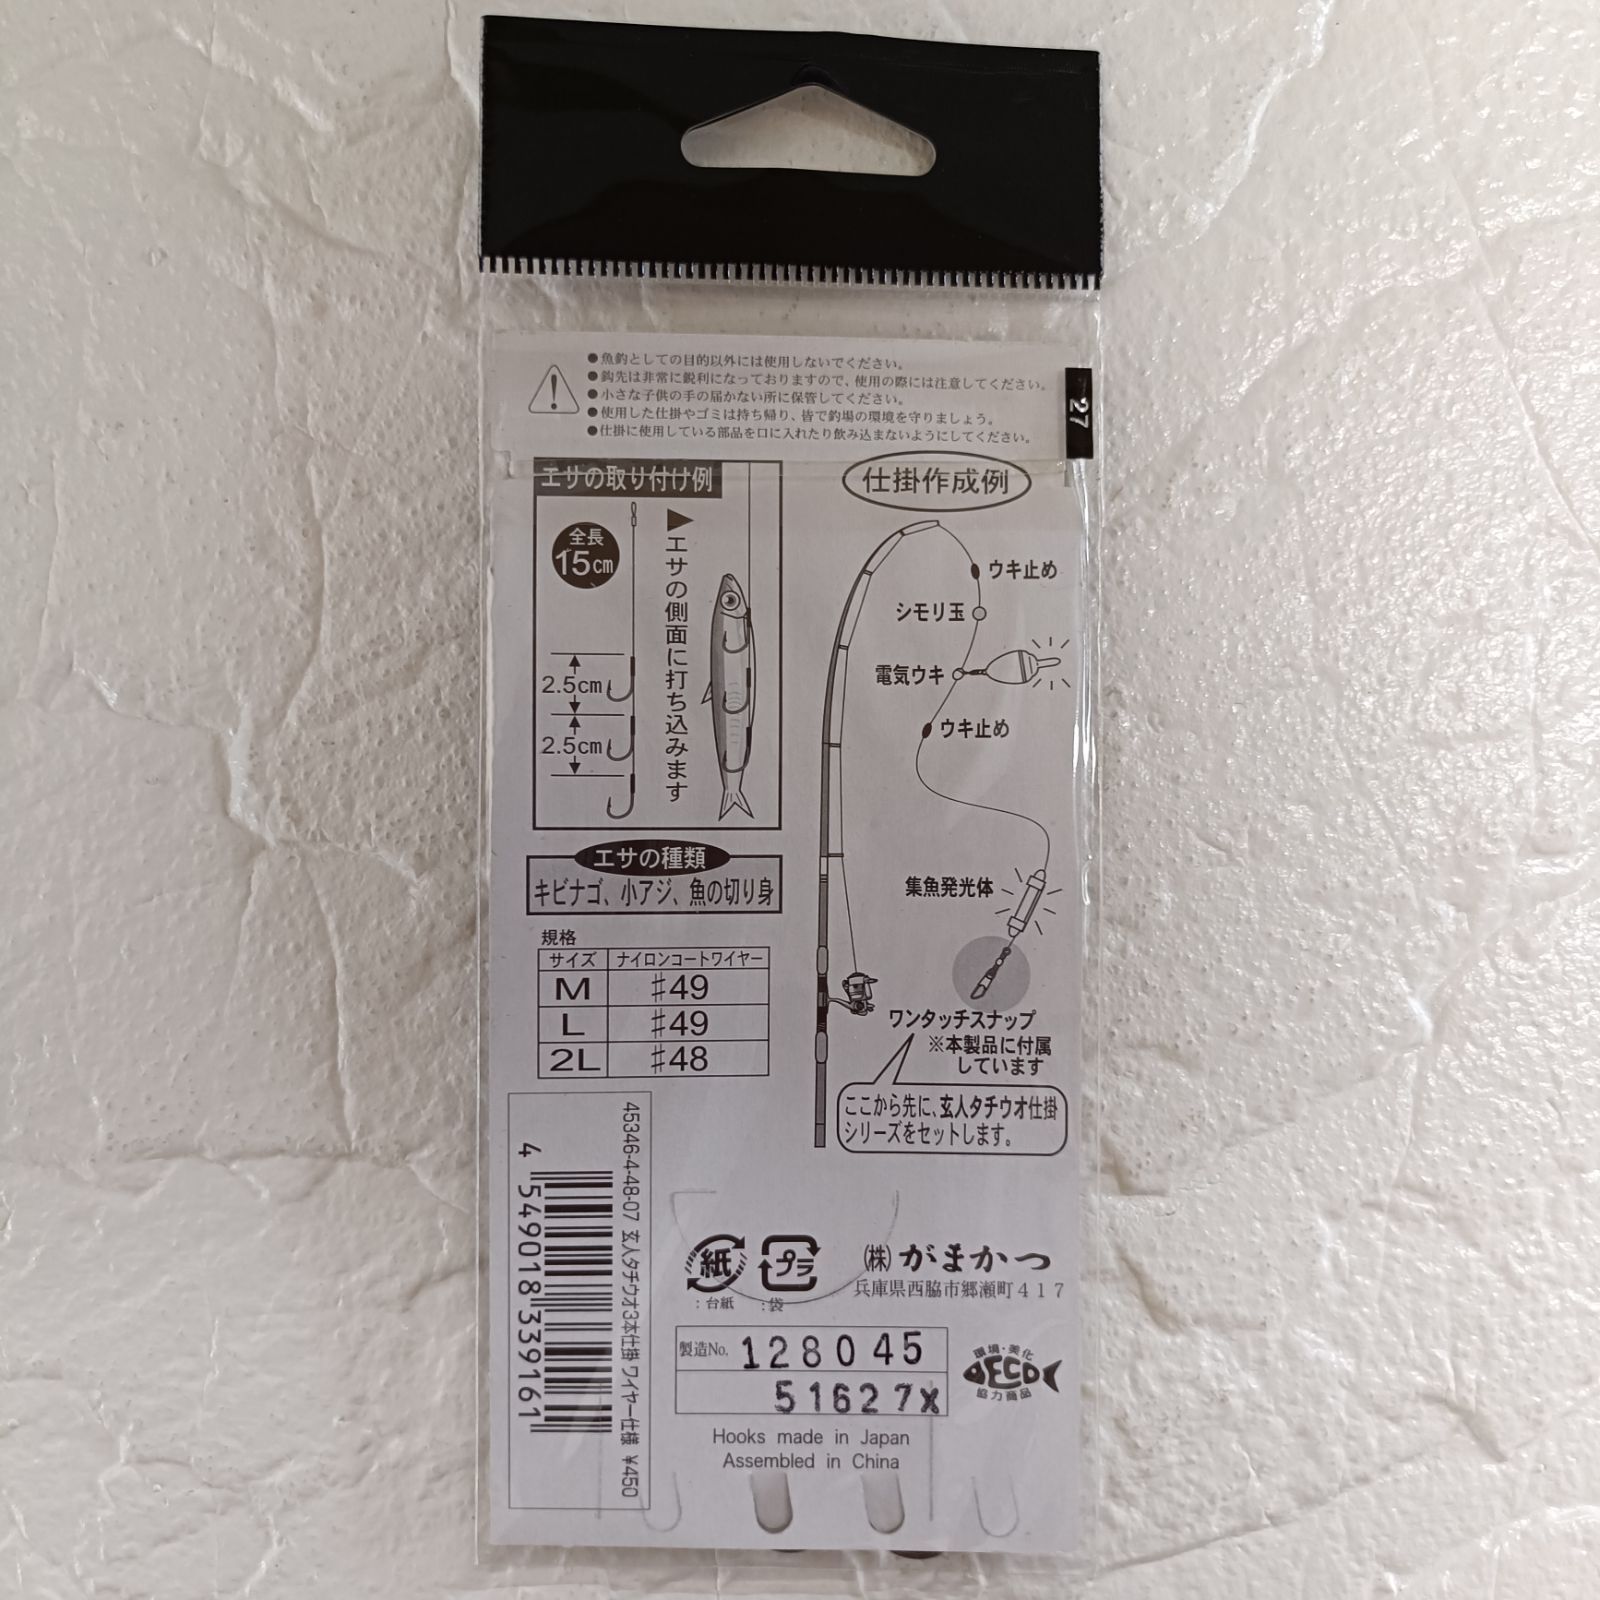 ●魚釣としての目的以外には使用しないでください。
●鈎先は非常に鋭利になっておりますので、使用の際には注意してください。
●小さな子供の手の届かない所に保管してください。
●使用した仕掛やゴミは持ち帰り、皆で釣場の環境を守りましょう。
●仕掛に使用している部品を口に入れたり飲み込まないようにしてください。
27
エサの取り付け例
全長
15cm
▶エサの側面に打ち込みます
2.5cm
2.5cm
エサの種類
キビナゴ、小アジ、魚の切り身
規格
サイズ ナイロンコートワイヤー
M ♯49
L ♯49
2L ♯48
仕掛作成例
ウキ止め
シモリ玉
電気ウキ
ウキ止め
集魚発光体
ワンタッチスナップ
※本製品に付属
しています
ここから先に、玄人タチウオ仕掛
シリーズをセットします。
45346-4-48-07 玄人タチウオ3本仕掛 ワイヤー仕様 ¥450
4 549018 339161
紙
:台紙
プラ
:袋
(株)がまかつ
兵庫県西脇市郷瀬町417
製造No. 128045
51627X
環境・美化
ECO
協力商品
Hooks made in Japan
Assembled in China